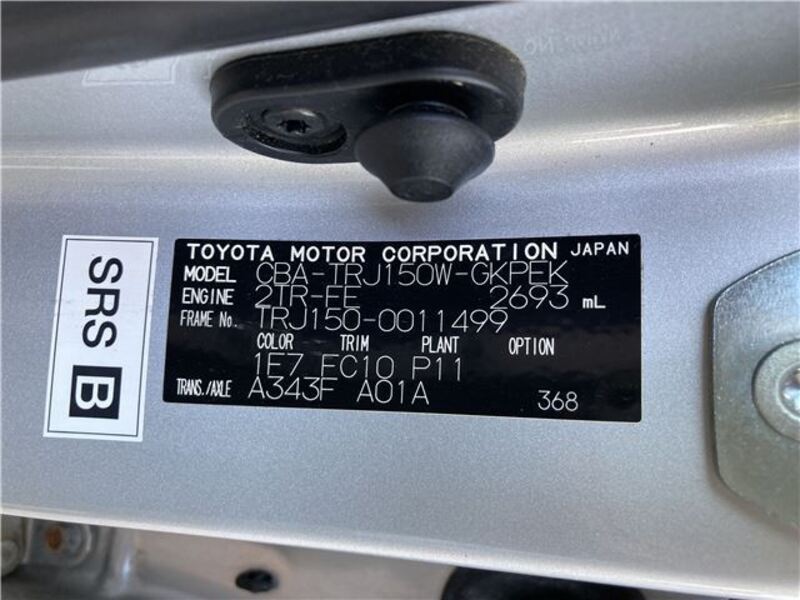 TOYOTA MOTOR CORPORATION JAPAN
MODEL CBA-TRJ150W-GKPEK
ENGINE 2TR-FE 2693 mL
FRAME No. TRJ150-0011499
COLOR TRIM PLANT OPTION
1E7 FC10 P11
TRANS./AXLE A343F A01A 368
SRS B